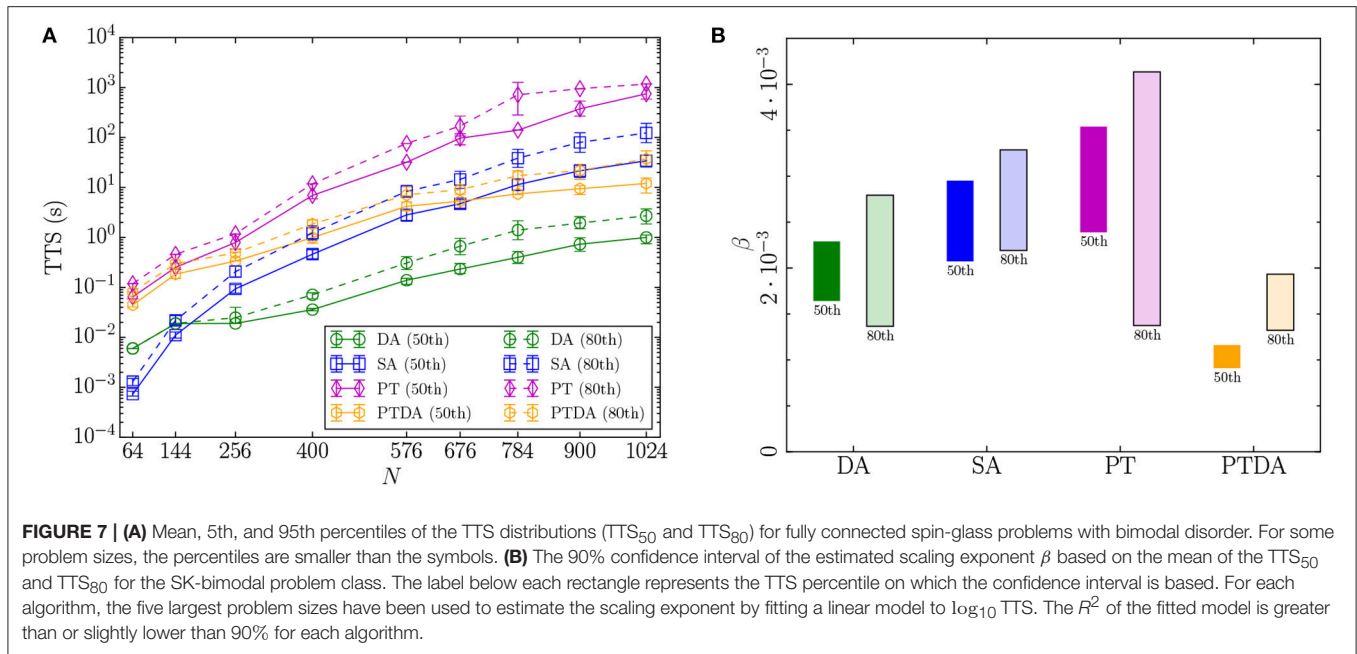 A
10^4
10^3
10^2
10^1
10^0
10^-1
10^-2
10^-3
10^-4
TTS (s)
64 144 256 400 576 676 784 900 1024
N
DA (50th) DA (80th)
SA (50th) SA (80th)
PT (50th) PT (80th)
PTDA (50th) PTDA (80th)
B
4 · 10^-3
2 · 10^-3
0
β
50th
80th
50th
80th
50th
80th
50th
80th
DA SA PT PTDA
FIGURE 7 | (A) Mean, 5th, and 95th percentiles of the TTS distributions (TTS50 and TTS80) for fully connected spin-glass problems with bimodal disorder. For some
problem sizes, the percentiles are smaller than the symbols. (B) The 90% confidence interval of the estimated scaling exponent β based on the mean of the TTS50
and TTS80 for the SK-bimodal problem class. The label below each rectangle represents the TTS percentile on which the confidence interval is based. For each
algorithm, the five largest problem sizes have been used to estimate the scaling exponent by fitting a linear model to log10 TTS. The R^2 of the fitted model is greater
than or slightly lower than 90% for each algorithm.